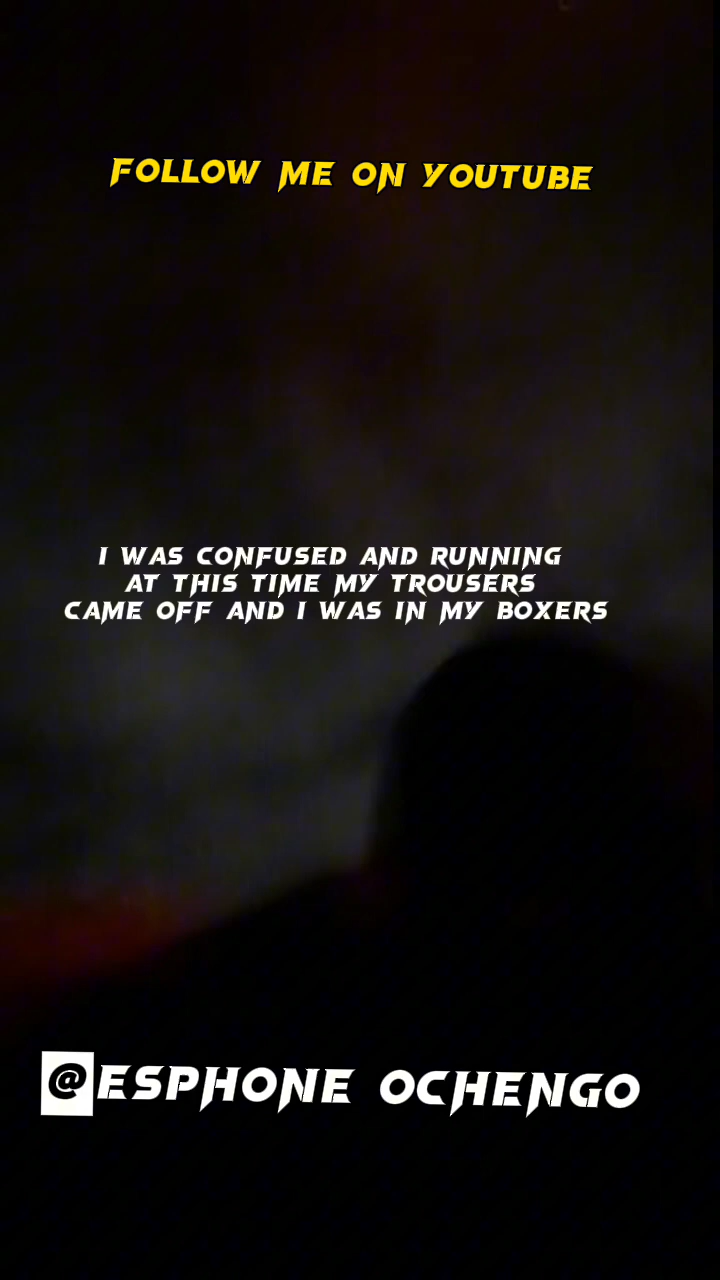 FOLLOW ME ON YOUTUBE
I WAS CONFUSED AND RUNNING
AT THIS TIME MY TROUSERS
CAME OFF AND I WAS IN MY BOXERS
@ESPHONE OCHENGO